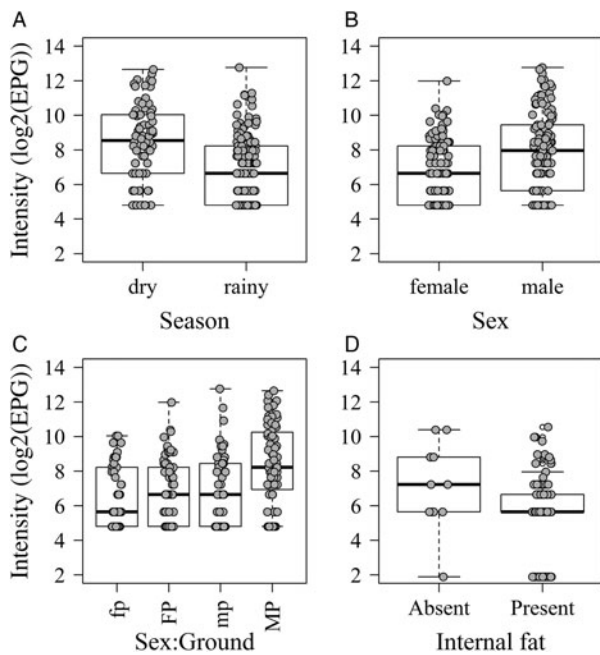 A
Intensity (log2(EPG))
14
12
10
8
6
4
2
dry rainy
Season
B
14
12
10
8
6
4
2
female male
Sex
C
Intensity (log2(EPG))
14
12
10
8
6
4
2
fp FP mp MP
Sex:Ground
D
14
12
10
8
6
4
2
Absent Present
Internal fat